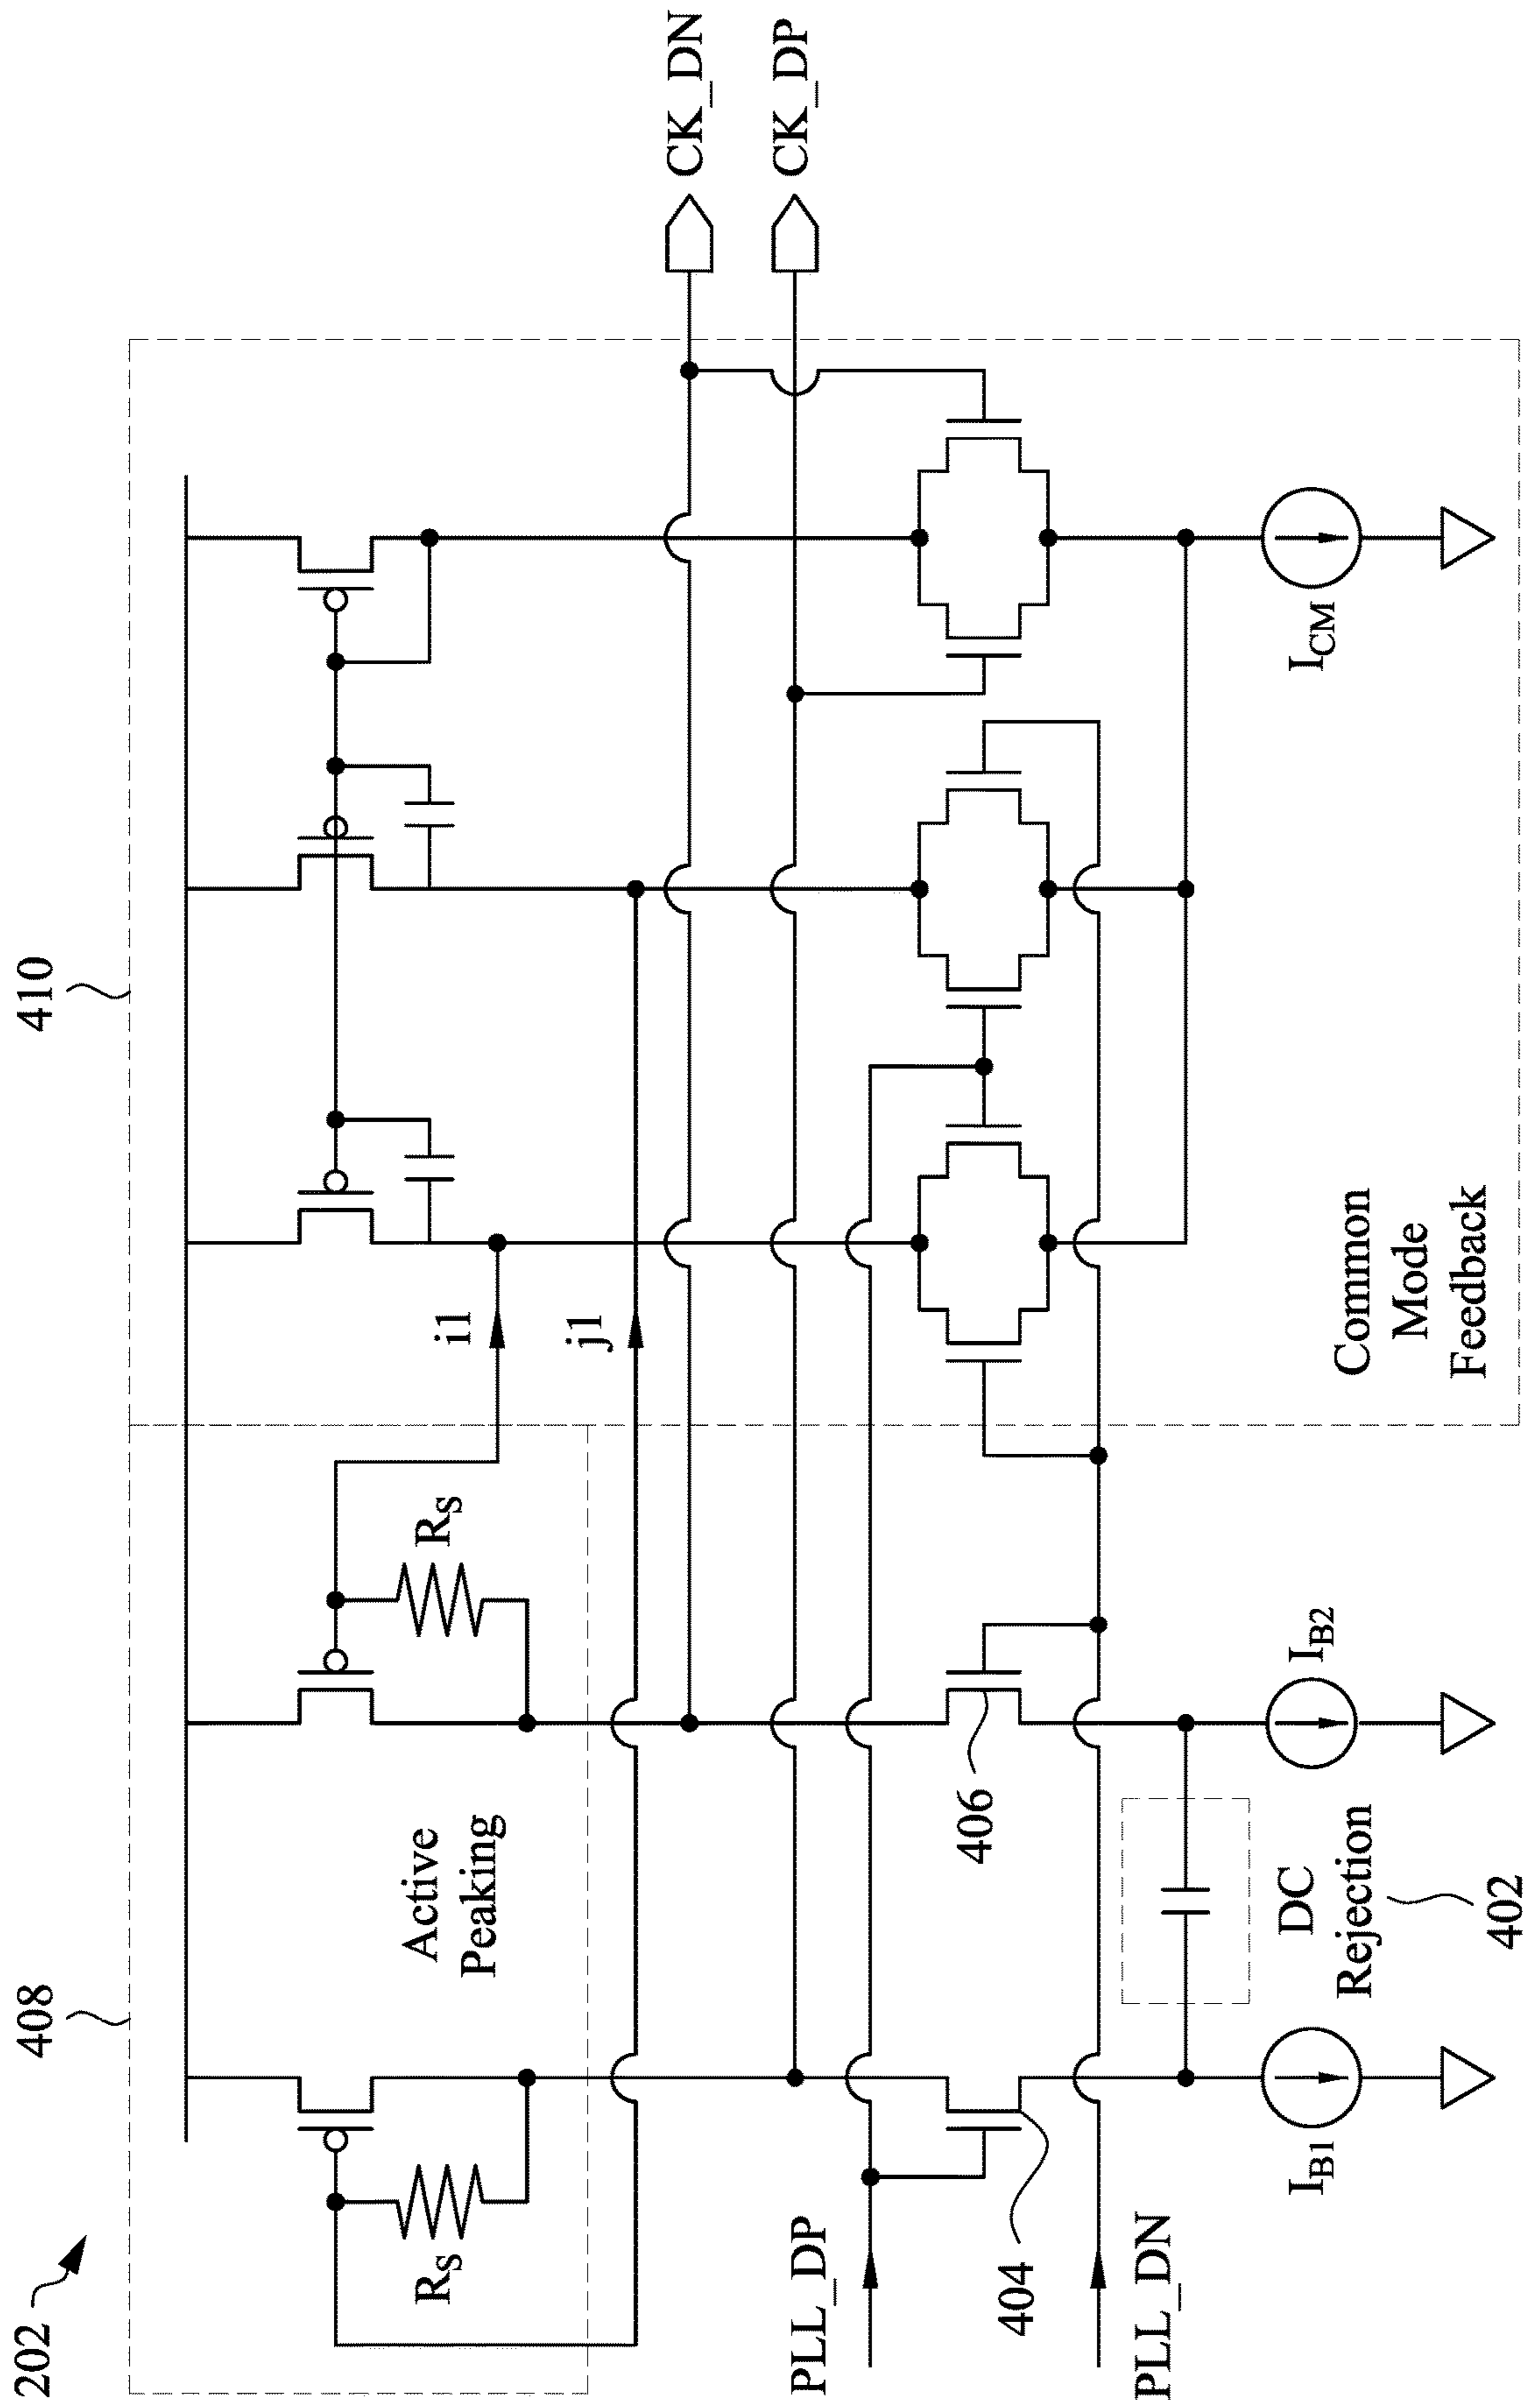 202
408
410
R_S
Active
Peaking
R_S
i1
j1
CK_DN
CK_DP
PLL_DP
404
PLL_DN
406
I_B1
DC
Rejection
402
I_B2
Common
Mode
Feedback
I_CM